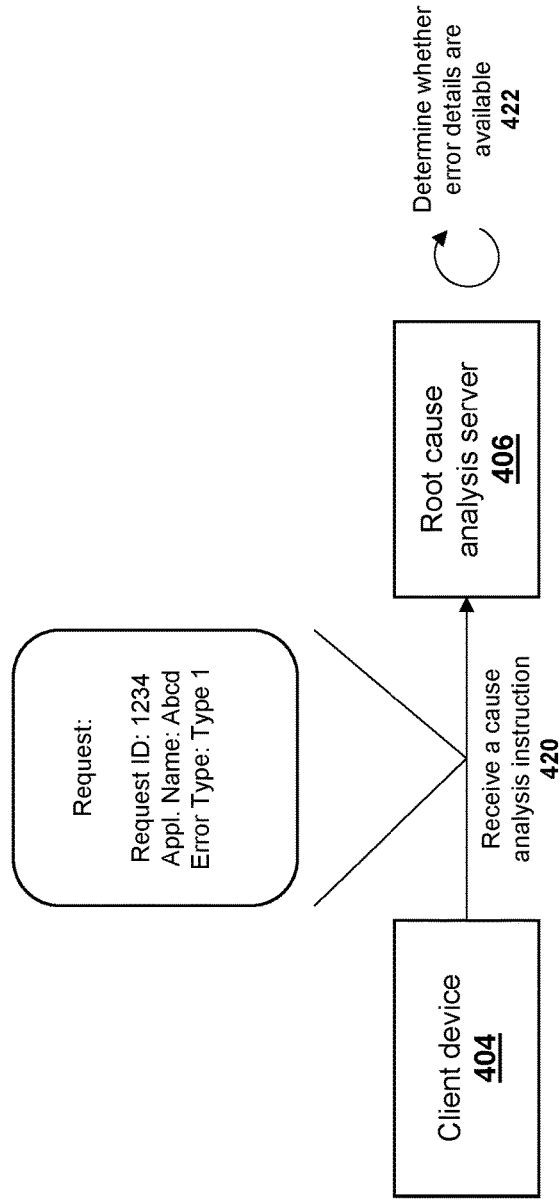 Request:
Request ID: 1234
Appl. Name: Abcd
Error Type: Type 1
Client device
404
Receive a cause
analysis instruction
420
Root cause
analysis server
406
Determine whether
error details are
available
422